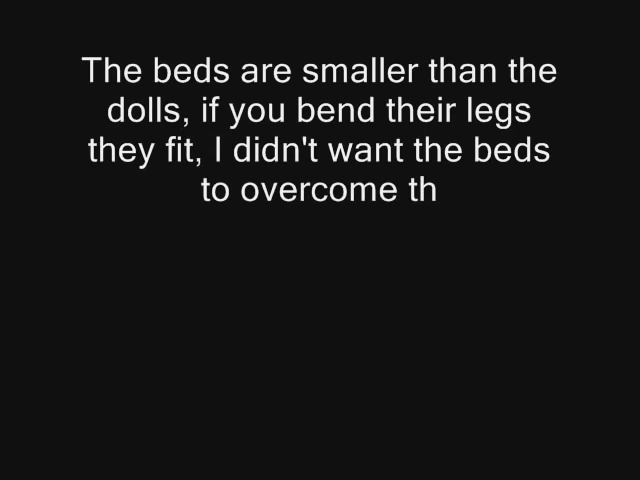 The beds are smaller than the
dolls, if you bend their legs
they fit, I didn't want the beds
to overcome th